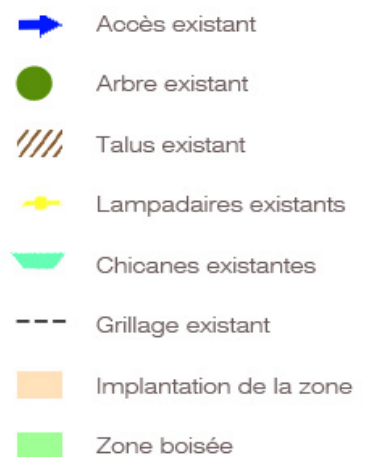 Accès existant
Arbre existant
Talus existant
Lampadaires existants
Chicanes existantes
Grillage existant
Implantation de la zone
Zone boisée